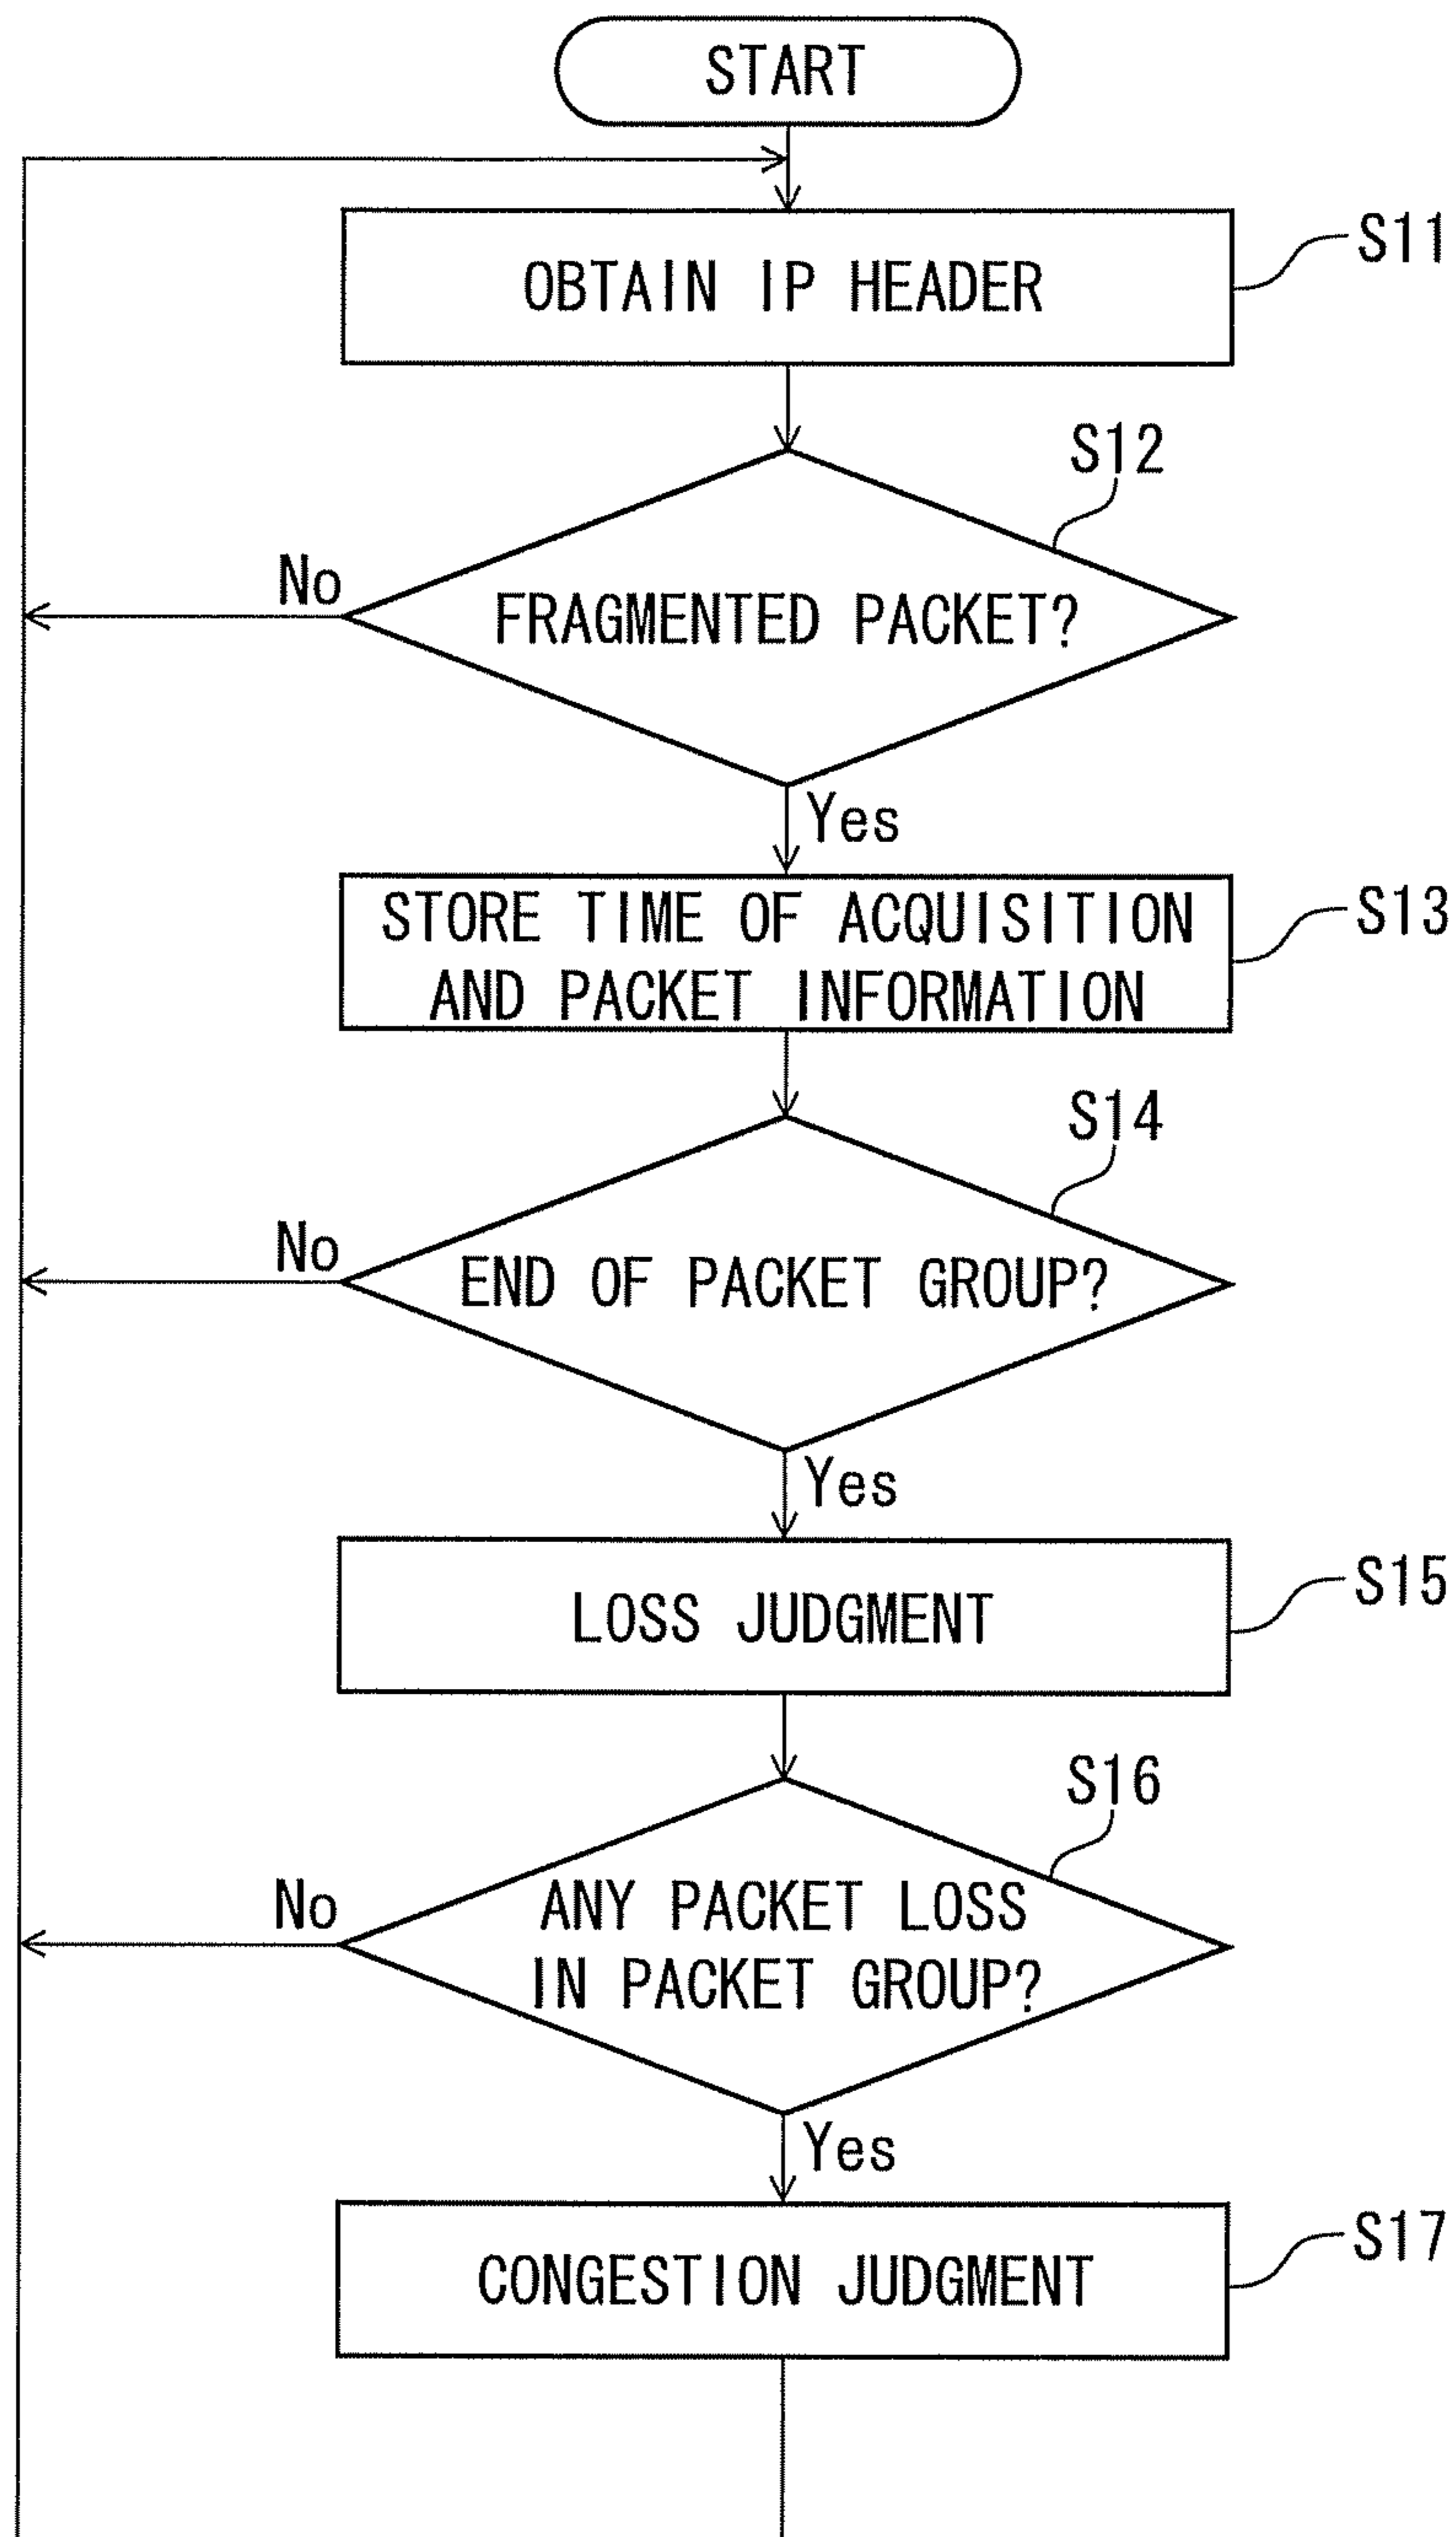 START
OBTAIN IP HEADER
S11
S12
FRAGMENTED PACKET?
No
Yes
STORE TIME OF ACQUISITION
AND PACKET INFORMATION
S13
S14
END OF PACKET GROUP?
No
Yes
LOSS JUDGMENT
S15
S16
ANY PACKET LOSS
IN PACKET GROUP?
No
Yes
CONGESTION JUDGMENT
S17